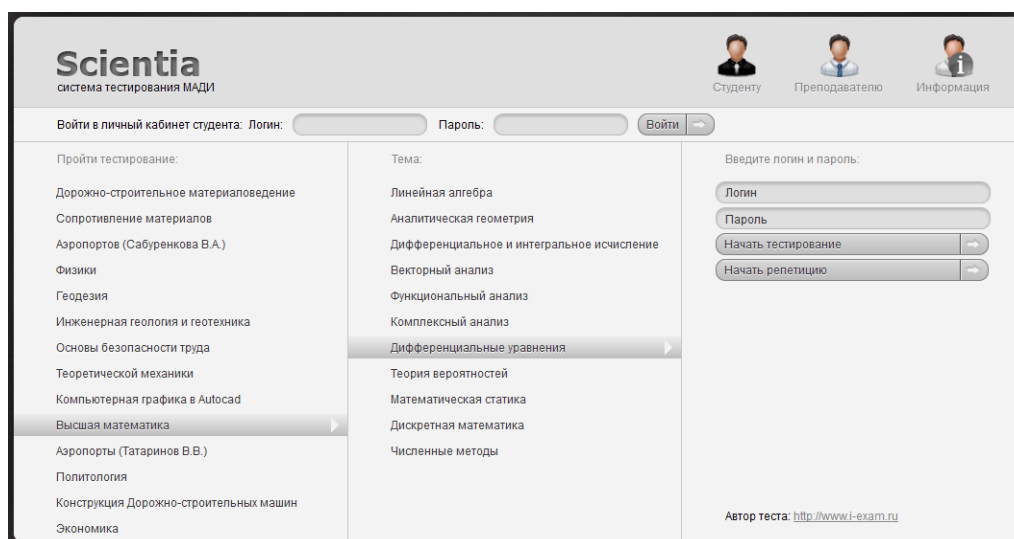 Scientia
система тестирования МАДИ
Студенту
Преподавателю
Информация
Войти в личный кабинет студента: Логин:
Пароль:
Войти
Пройти тестирование:
Дорожно-строительное материаловедение
Сопротивление материалов
Аэропортов (Сабуренкова В.А.)
Физики
Геодезия
Инженерная геология и геотехника
Основы безопасности труда
Теоретической механики
Компьютерная графика в Autocad
Высшая математика
Аэропорты (Татаринов В.В.)
Политология
Конструкция Дорожно-строительных машин
Экономика
Тема:
Линейная алгебра
Аналитическая геометрия
Дифференциальное и интегральное исчисление
Векторный анализ
Функциональный анализ
Комплексный анализ
Дифференциальные уравнения
Теория вероятностей
Математическая статика
Дискретная математика
Численные методы
Введите логин и пароль:
Логин
Пароль
Начать тестирование
Начать репетицию
Автор теста: http://www.i-exam.ru